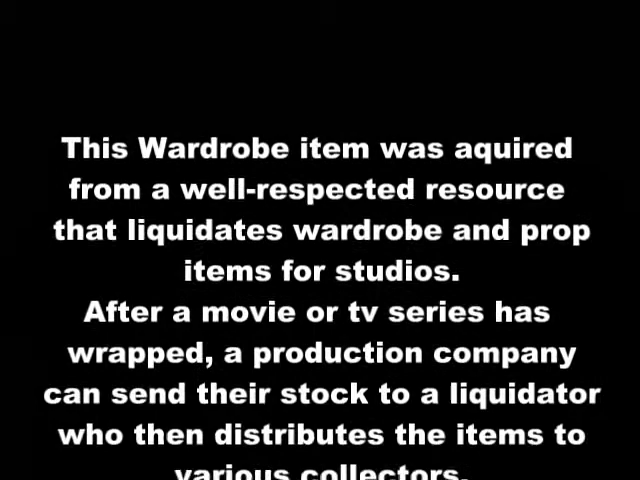 This Wardrobe item was aquired
from a well-respected resource
that liquidates wardrobe and prop
items for studios.
After a movie or tv series has
wrapped, a production company
can send their stock to a liquidator
who then distributes the items to
various collectors.